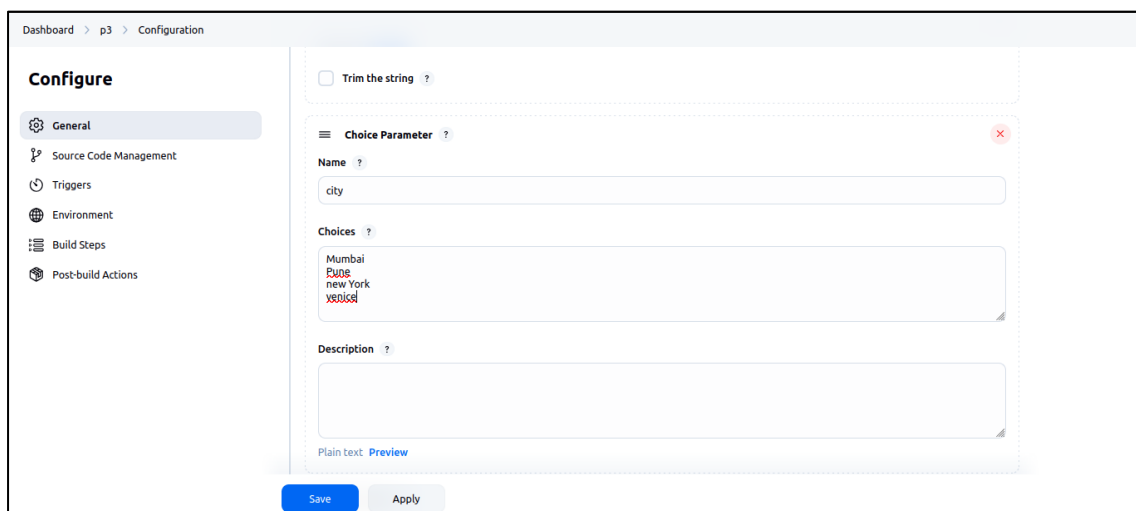 Dashboard > p3 > Configuration
Configure
General
Source Code Management
Triggers
Environment
Build Steps
Post-build Actions
Trim the string ?
Choice Parameter ?
Name ?
city
Choices ?
Mumbai
Pune
new York
venice
Description ?
Plain text Preview
Save Apply